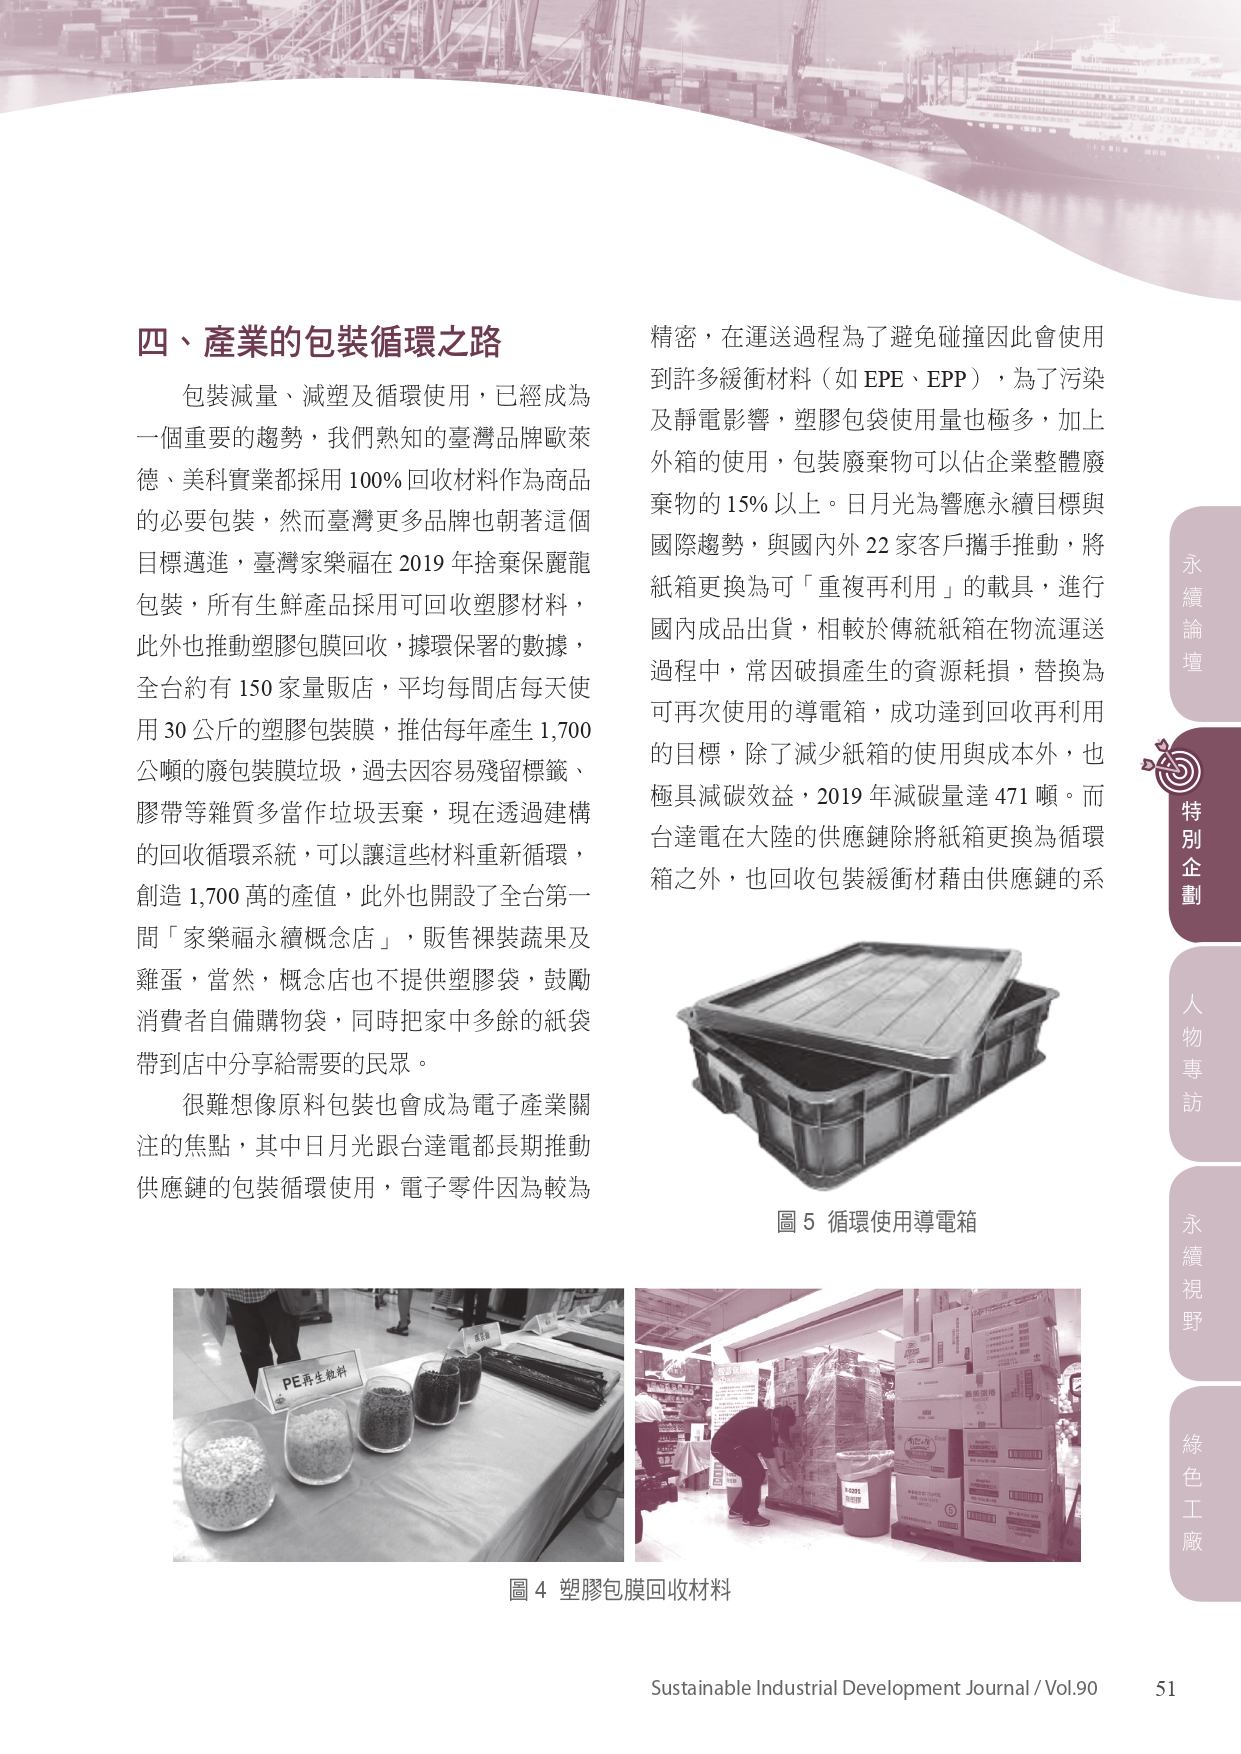 四、產業的包裝循環之路
包裝減量、減塑及循環使用，已經成為
一個重要的趨勢，我們熟知的臺灣品牌歐萊
德、美科實業都採用 100% 回收材料作為商品
的必要包裝，然而臺灣更多品牌也朝著這個
目標邁進，臺灣家樂福在 2019 年捨棄保麗龍
包裝，所有生鮮產品採用可回收塑膠材料，
此外也推動塑膠包膜回收，據環保署的數據，
全台約有 150 家量販店，平均每間店每天使
用 30 公斤的塑膠包裝膜，推估每年產生 1,700
公噸的廢包裝膜垃圾，過去因容易殘留標籤、
膠帶等雜質多當作垃圾丟棄，現在透過建構
的回收循環系統，可以讓這些材料重新循環，
創造 1,700 萬的產值，此外也開設了全台第一
間「家樂福永續概念店」，販售裸裝蔬果及
雞蛋，當然，概念店也不提供塑膠袋，鼓勵
消費者自備購物袋，同時把家中多餘的紙袋
帶到店中分享給需要的民眾。
很難想像原料包裝也會成為電子產業關
注的焦點，其中日月光跟台達電都長期推動
供應鏈的包裝循環使用，電子零件因為較為
精密，在運送過程為了避免碰撞因此會使用
到許多緩衝材料（如 EPE、EPP），為了污染
及靜電影響，塑膠包袋使用量也極多，加上
外箱的使用，包裝廢棄物可以佔企業整體廢
棄物的 15% 以上。日月光為響應永續目標與
國際趨勢，與國內外 22 家客戶攜手推動，將
紙箱更換為可「重複再利用」的載具，進行
國內成品出貨，相較於傳統紙箱在物流運送
過程中，常因破損產生的資源耗損，替換為
可再次使用的導電箱，成功達到回收再利用
的目標，除了減少紙箱的使用與成本外，也
極具減碳效益，2019 年減碳量達 471 噸。而
台達電在大陸的供應鏈除將紙箱更換為循環
箱之外，也回收包裝緩衝材藉由供應鏈的系
圖 5 循環使用導電箱
PE再生粒料
圖 4 塑膠包膜回收材料
永續論壇
特別企劃
人物專訪
永續視野
綠色工廠
Sustainable Industrial Development Journal / Vol.90
51